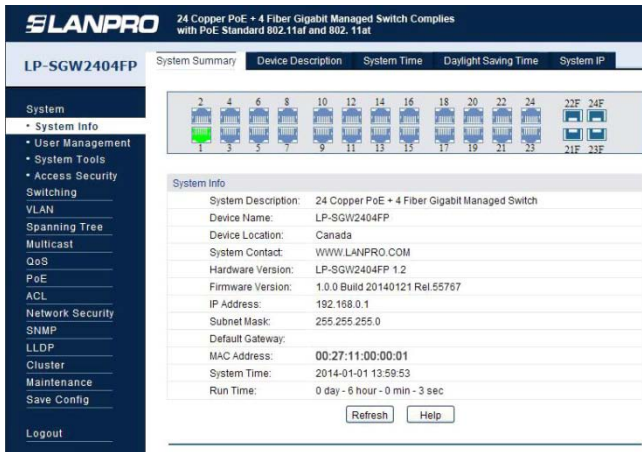 LANPRO
24 Copper PoE + 4 Fiber Gigabit Managed Switch Complies
with PoE Standard 802.11af and 802. 11at
LP-SGW2404FP
System Summary Device Description System Time Daylight Saving Time System IP
System
• System Info
• User Management
• System Tools
• Access Security
Switching
VLAN
Spanning Tree
Multicast
QoS
PoE
ACL
Network Security
SNMP
LLDP
Cluster
Maintenance
Save Config
Logout
2 4 6 8 10 12 14 16 18 20 22 24 22F 24F
1 3 5 7 9 11 13 15 17 19 21 23 21F 23F
System Info
System Description: 24 Copper PoE + 4 Fiber Gigabit Managed Switch
Device Name: LP-SGW2404FP
Device Location: Canada
System Contact: WWW.LANPRO.COM
Hardware Version: LP-SGW2404FP 1.2
Firmware Version: 1.0.0 Build 20140121 Rel.55767
IP Address: 192.168.0.1
Subnet Mask: 255.255.255.0
Default Gateway:
MAC Address: 00:27:11:00:00:01
System Time: 2014-01-01 13:59:53
Run Time: 0 day - 6 hour - 0 min - 3 sec
Refresh Help